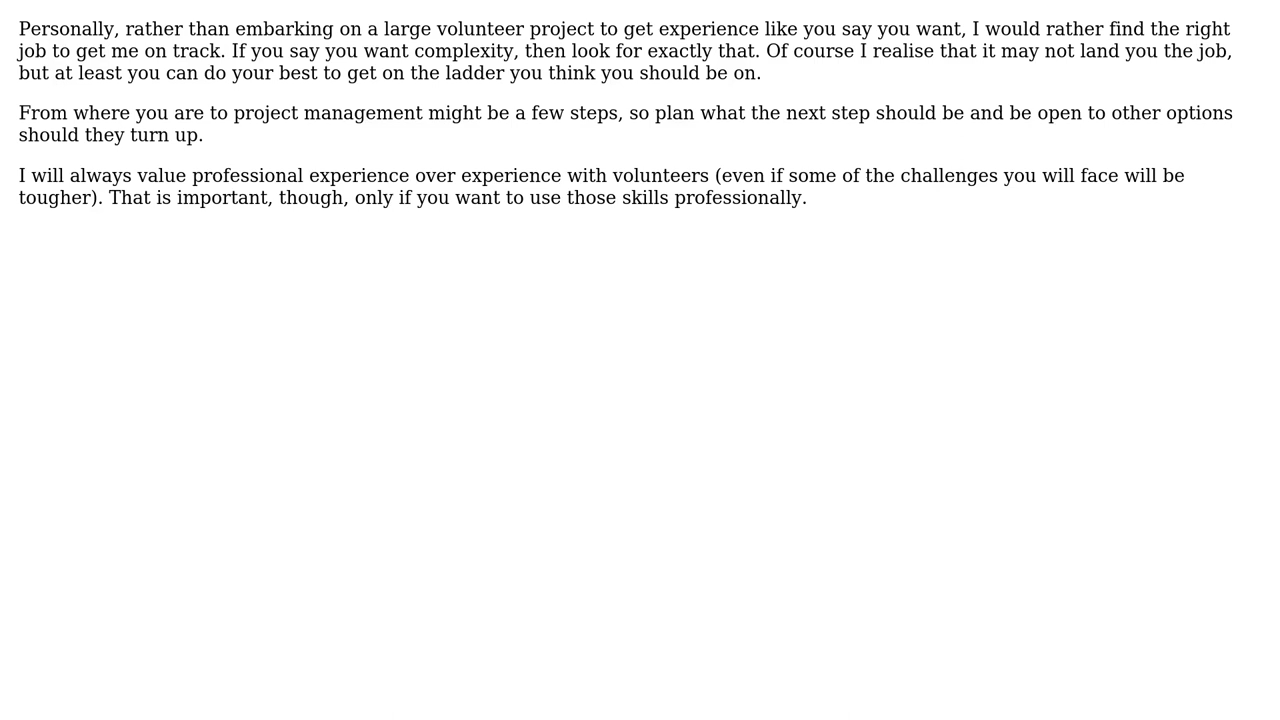 Personally, rather than embarking on a large volunteer project to get experience like you say you want, I would rather find the right
job to get me on track. If you say you want complexity, then look for exactly that. Of course I realise that it may not land you the job,
but at least you can do your best to get on the ladder you think you should be on.
From where you are to project management might be a few steps, so plan what the next step should be and be open to other options
should they turn up.
I will always value professional experience over experience with volunteers (even if some of the challenges you will face will be
tougher). That is important, though, only if you want to use those skills professionally.